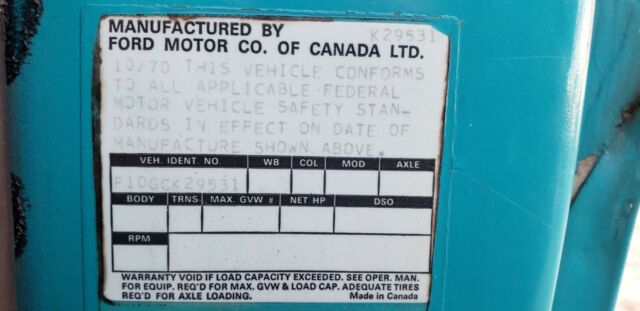 MANUFACTURED BY K29531
FORD MOTOR CO. OF CANADA LTD.
10/70 THIS VEHICLE CONFORMS
TO ALL APPLICABLE FEDERAL
MOTOR VEHICLE SAFETY STAN-
DARDS IN EFFECT ON DATE OF
MANUFACTURE SHOWN ABOVE.
VEH. IDENT. NO. WB COL MOD AXLE
F10GCK29531
BODY TRNS MAX. GVW # NET HP DSO
RPM
WARRANTY VOID IF LOAD CAPACITY EXCEEDED. SEE OPER. MAN.
FOR EQUIP. REQ'D FOR MAX. GVW & LOAD CAP. ADEQUATE TIRES
REQ'D FOR AXLE LOADING. Made in Canada